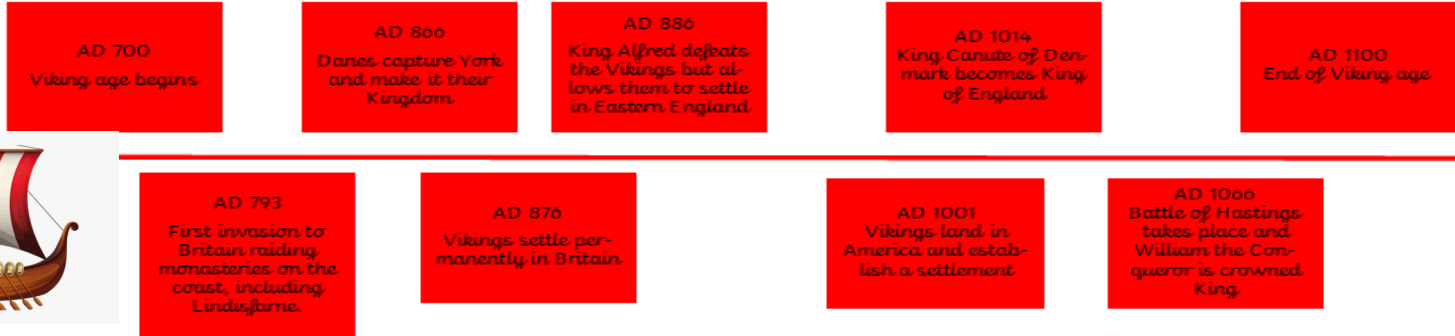 AD 700
Viking age begins
AD 793
First invasion to
Britain raiding
monasteries on the
coast, including
Lindisfarne.
AD 866
Danes capture York
and make it their
Kingdom
AD 876
Vikings settle per-
manently in Britain
AD 886
King Alfred defeats
the Vikings but al-
lows them to settle
in Eastern England
AD 1001
Vikings land in
America and estab-
lish a settlement
AD 1014
King Canute of Den-
mark becomes King
of England
AD 1066
Battle of Hastings
takes place and
William the Con-
queror is crowned
King
AD 1100
End of Viking age